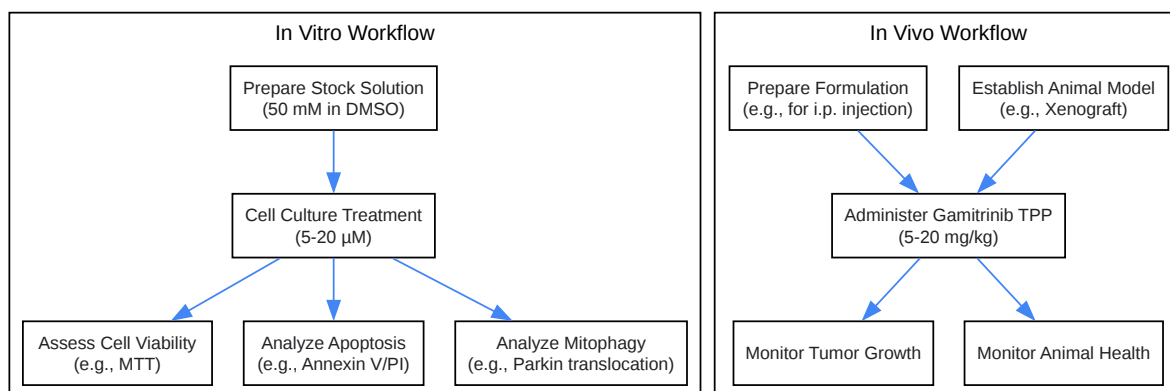 In Vitro Workflow
Prepare Stock Solution
(50 mM in DMSO)
Cell Culture Treatment
(5-20 µM)
Assess Cell Viability
(e.g., MTT)
Analyze Apoptosis
(e.g., Annexin V/PI)
Analyze Mitophagy
(e.g., Parkin translocation)
In Vivo Workflow
Prepare Formulation
(e.g., for i.p. injection)
Establish Animal Model
(e.g., Xenograft)
Administer Gamitrinib TPP
(5-20 mg/kg)
Monitor Tumor Growth
Monitor Animal Health